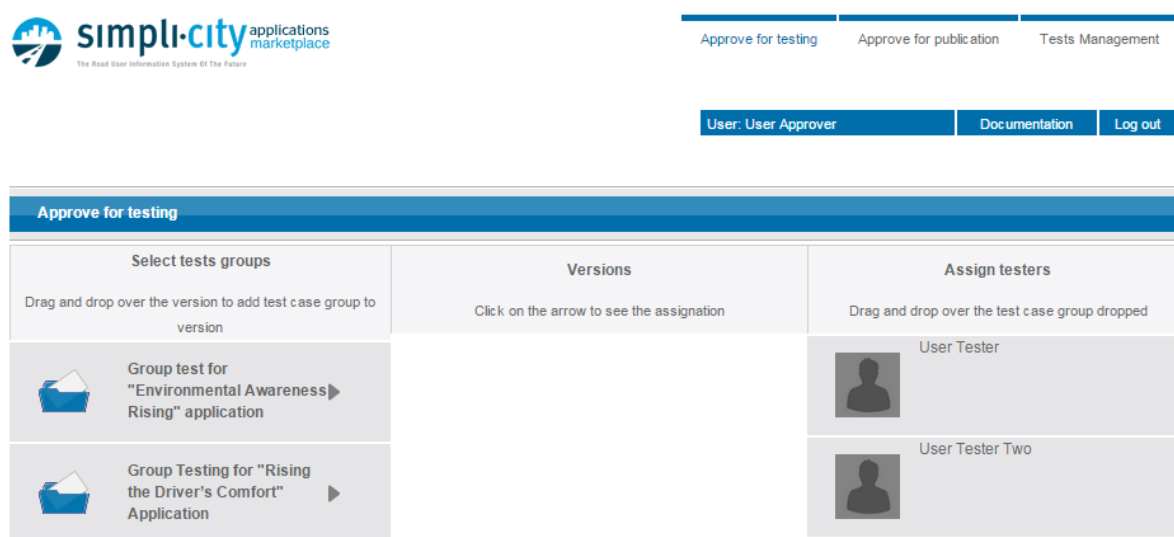 simpli·city applications
marketplace
The Road User Information System Of The Future
Approve for testing Approve for publication Tests Management
User: User Approver Documentation Log out
Approve for testing
Select tests groups
Drag and drop over the version to add test case group to
version
Versions
Click on the arrow to see the assignation
Assign testers
Drag and drop over the test case group dropped
Group test for
"Environmental Awareness
Rising" application
Group Testing for "Rising
the Driver's Comfort"
Application
User Tester
User Tester Two